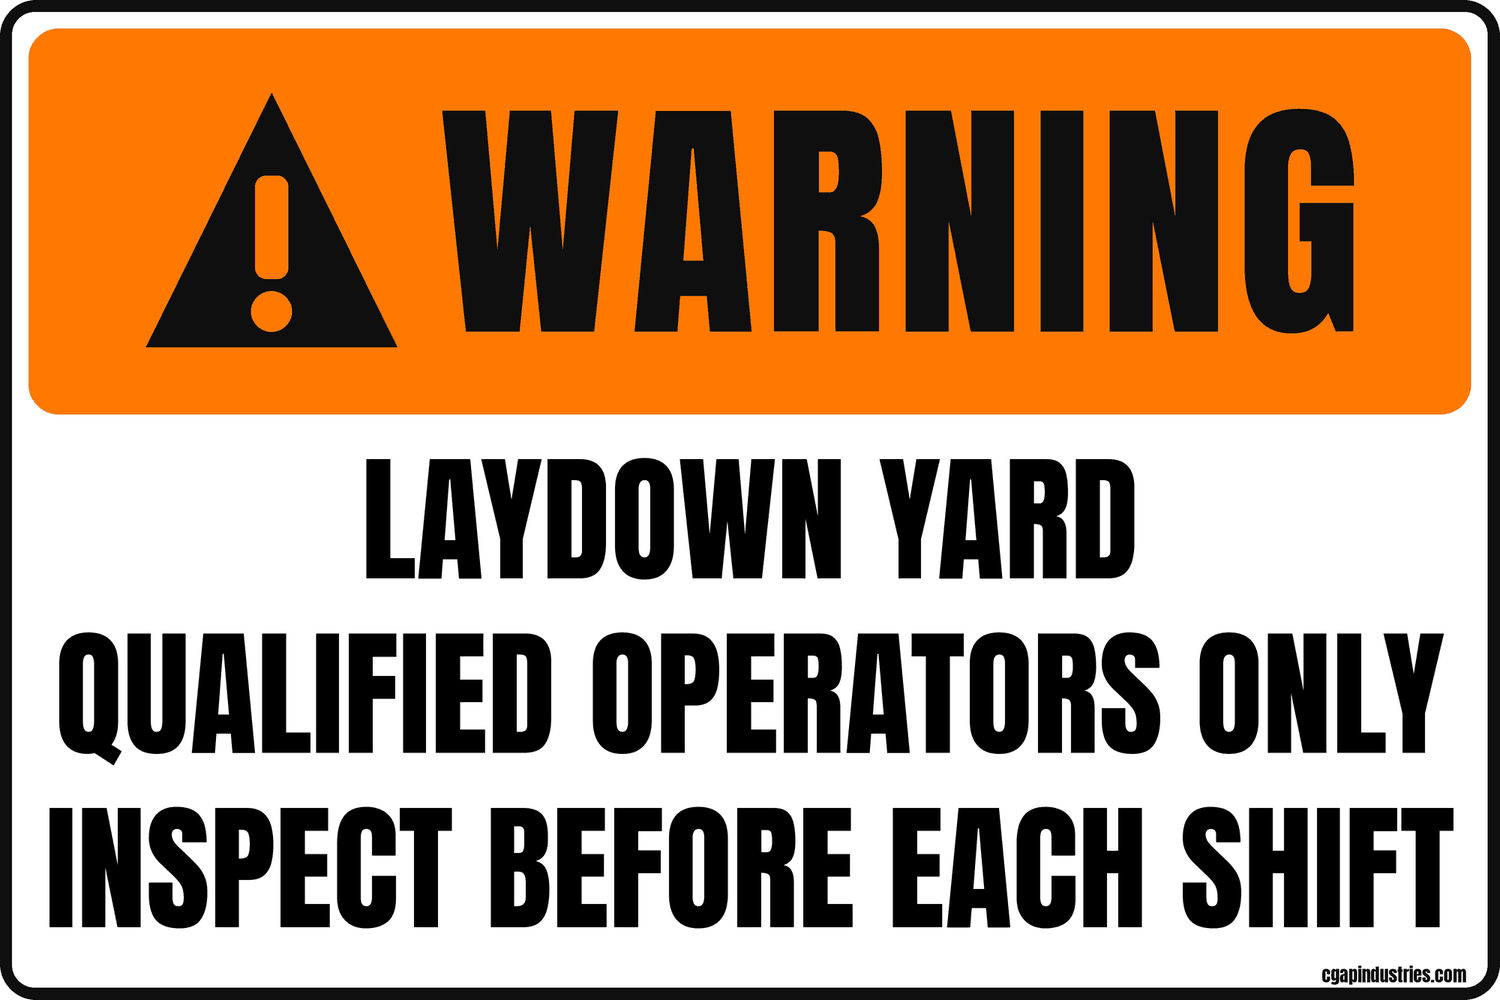 WARNING
LAYDOWN YARD
QUALIFIED OPERATORS ONLY
INSPECT BEFORE EACH SHIFT
cgapindustries.com